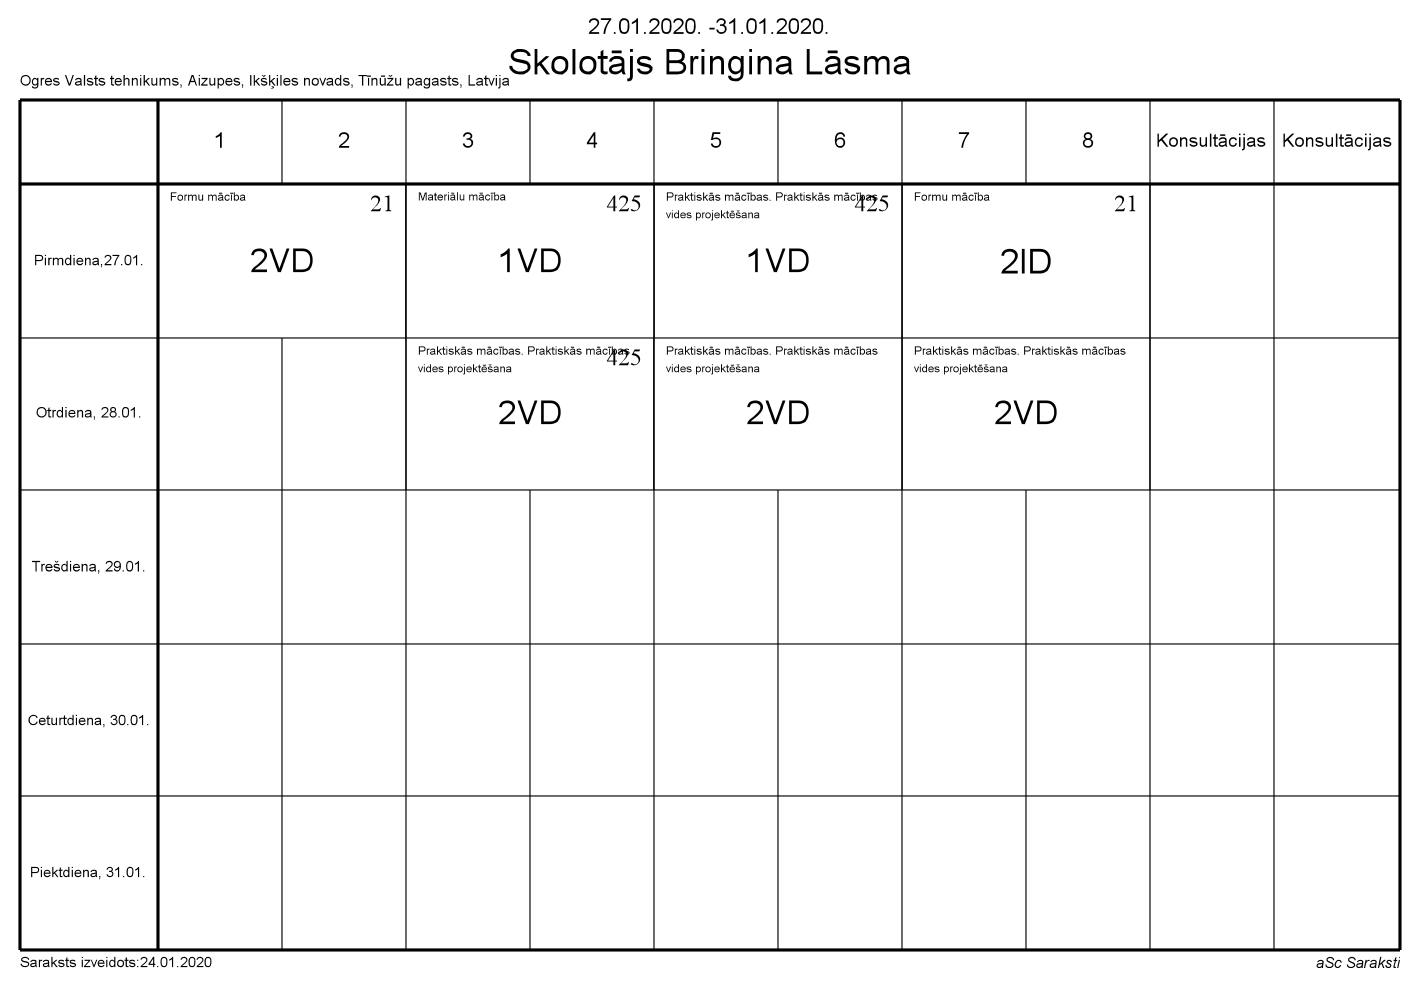 27.01.2020. -31.01.2020.
Skolotājs Bringina Lāsma
Ogres Valsts tehnikums, Aizupes, Ikšķiles novads, Tīnūžu pagasts, Latvija
1 2 3 4 5 6 7 8 Konsultācijas Konsultācijas
Pirmdiena,27.01.
Formu mācība 21
2VD
Materiālu mācība 425
1VD
Praktiskās mācības. Praktiskās mācības 425
vides projektēšana
1VD
Formu mācība 21
2ID
Otrdiena, 28.01.
Praktiskās mācības. Praktiskās mācības 425
vides projektēšana
2VD
Praktiskās mācības. Praktiskās mācības
vides projektēšana
2VD
Praktiskās mācības. Praktiskās mācības
vides projektēšana
2VD
Trešdiena, 29.01.
Ceturtdiena, 30.01.
Piektdiena, 31.01.
Saraksts izveidots:24.01.2020
aSc Saraksti